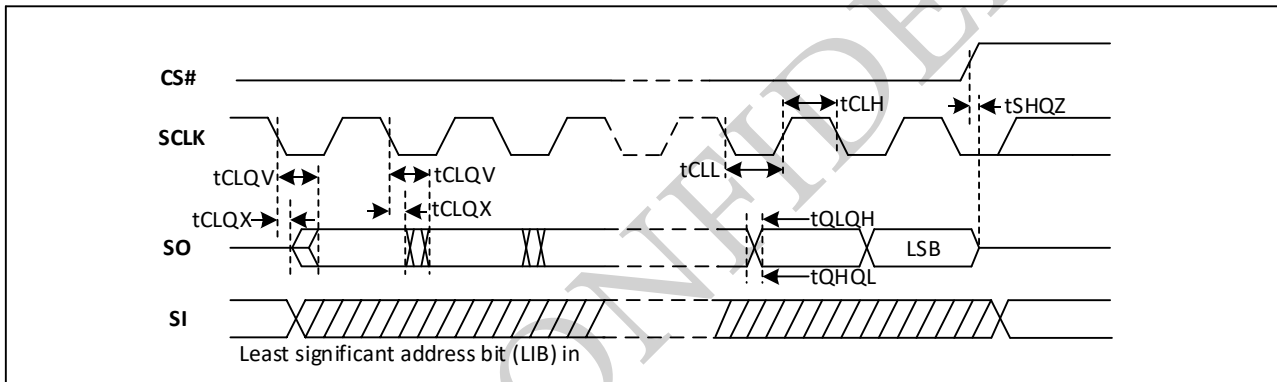 CS#
tCLH
tSHQZ
SCLK
tCLL
tCLQV
tCLQV
tCLQX
tCLQX
tQLQH
SO
LSB
tQHQL
SI
Least significant address bit (LIB) in
ONFIDE